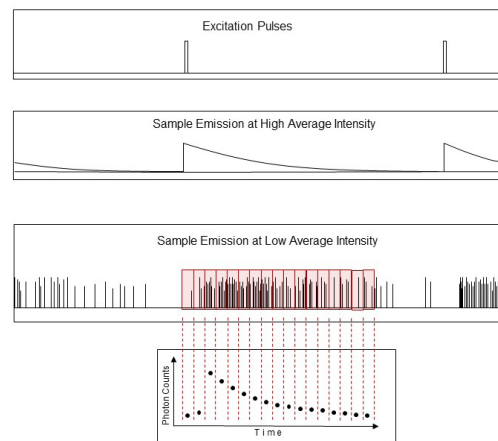 Excitation Pulses
Sample Emission at High Average Intensity
Sample Emission at Low Average Intensity
Photon Counts
Time